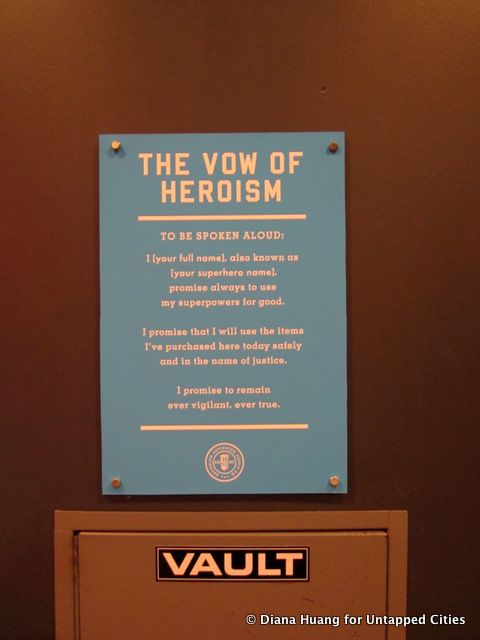 THE VOW OF
HEROISM
TO BE SPOKEN ALOUD:
I [your full name], also known as
[your superhero name],
promise always to use
my superpowers for good.
I promise that I will use the items
I've purchased here today safely
and in the name of justice.
I promise to remain
ever vigilant, ever true.
VAULT
© Diana Huang for Untapped Cities